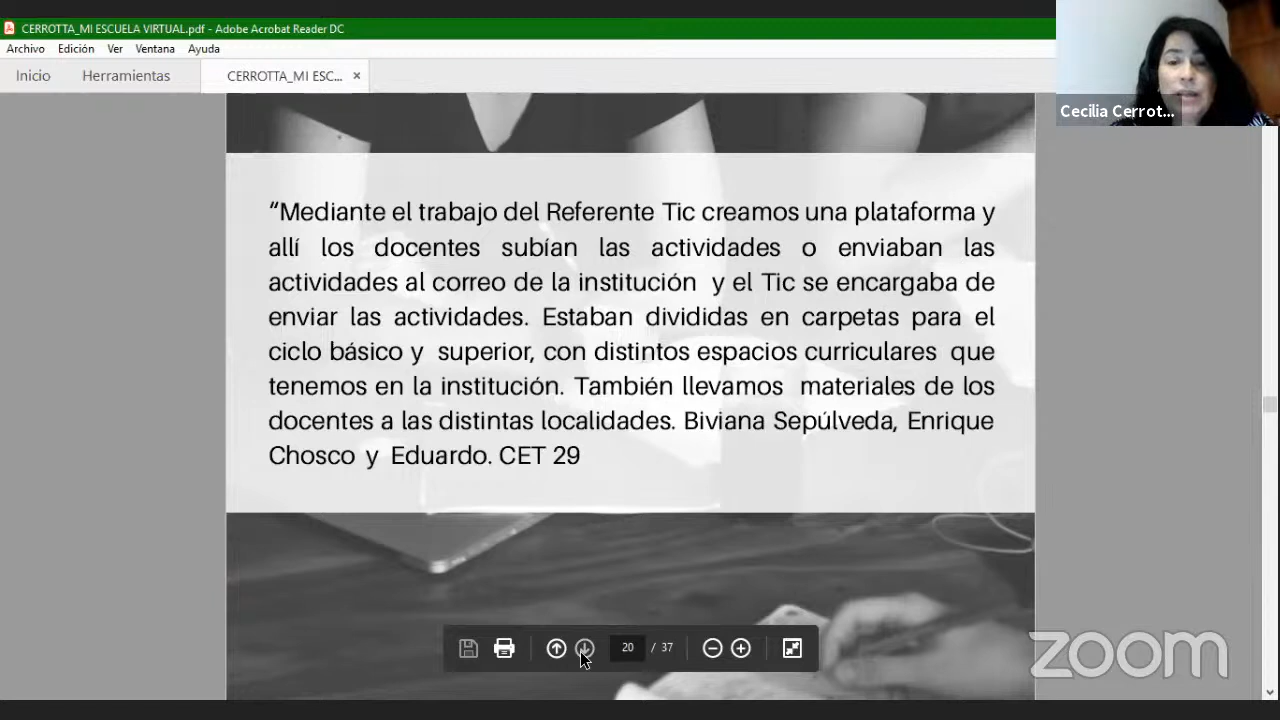 CERROTTA_MI ESCUELA VIRTUAL.pdf - Adobe Acrobat Reader DC
Archivo Edición Ver Ventana Ayuda
Inicio Herramientas CERROTTA_MI ESC... ×
Cecilia Cerrot...
“Mediante el trabajo del Referente Tic creamos una plataforma y
allí los docentes subían las actividades o enviaban las
actividades al correo de la institución y el Tic se encargaba de
enviar las actividades. Estaban divididas en carpetas para el
ciclo básico y superior, con distintos espacios curriculares que
tenemos en la institución. También llevamos materiales de los
docentes a las distintas localidades. Biviana Sepúlveda, Enrique
Chosco y Eduardo. CET 29
20 / 37
zoom